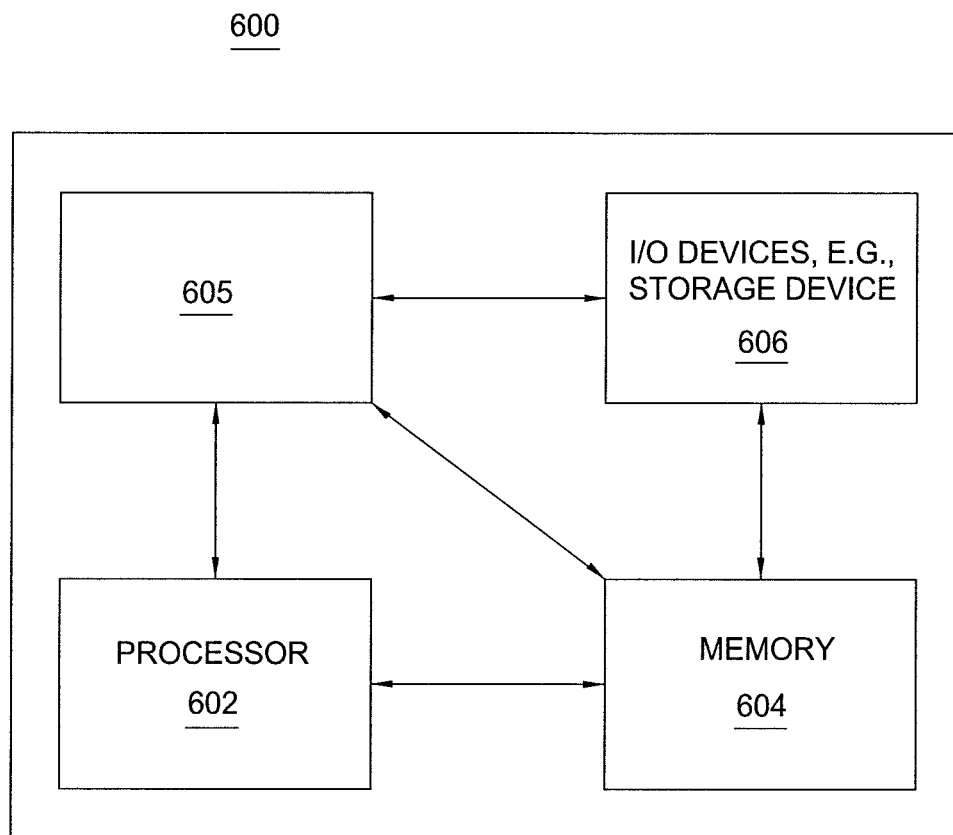 600
605
I/O DEVICES, E.G.,
STORAGE DEVICE
606
PROCESSOR
602
MEMORY
604